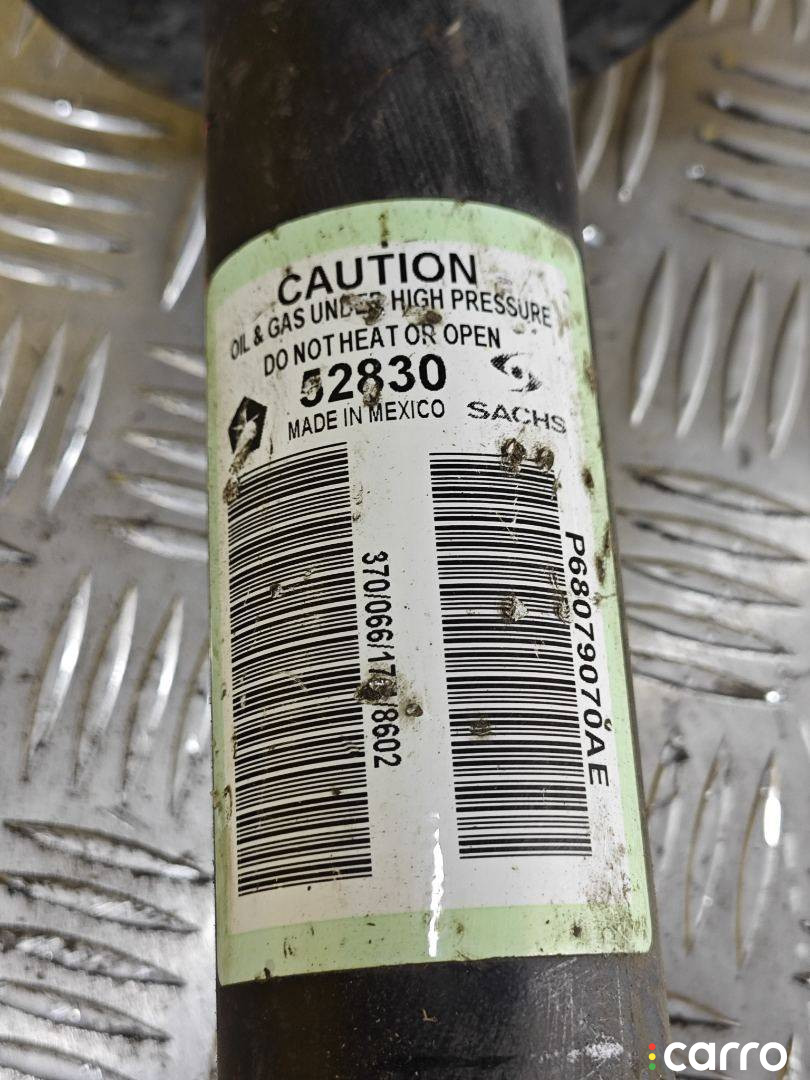 CAUTION
OIL & GAS UNDER HIGH PRESSURE
DO NOT HEAT OR OPEN
52830
MADE IN MEXICO
SACHS
370/066/17 /8602
P68079070AE
carro